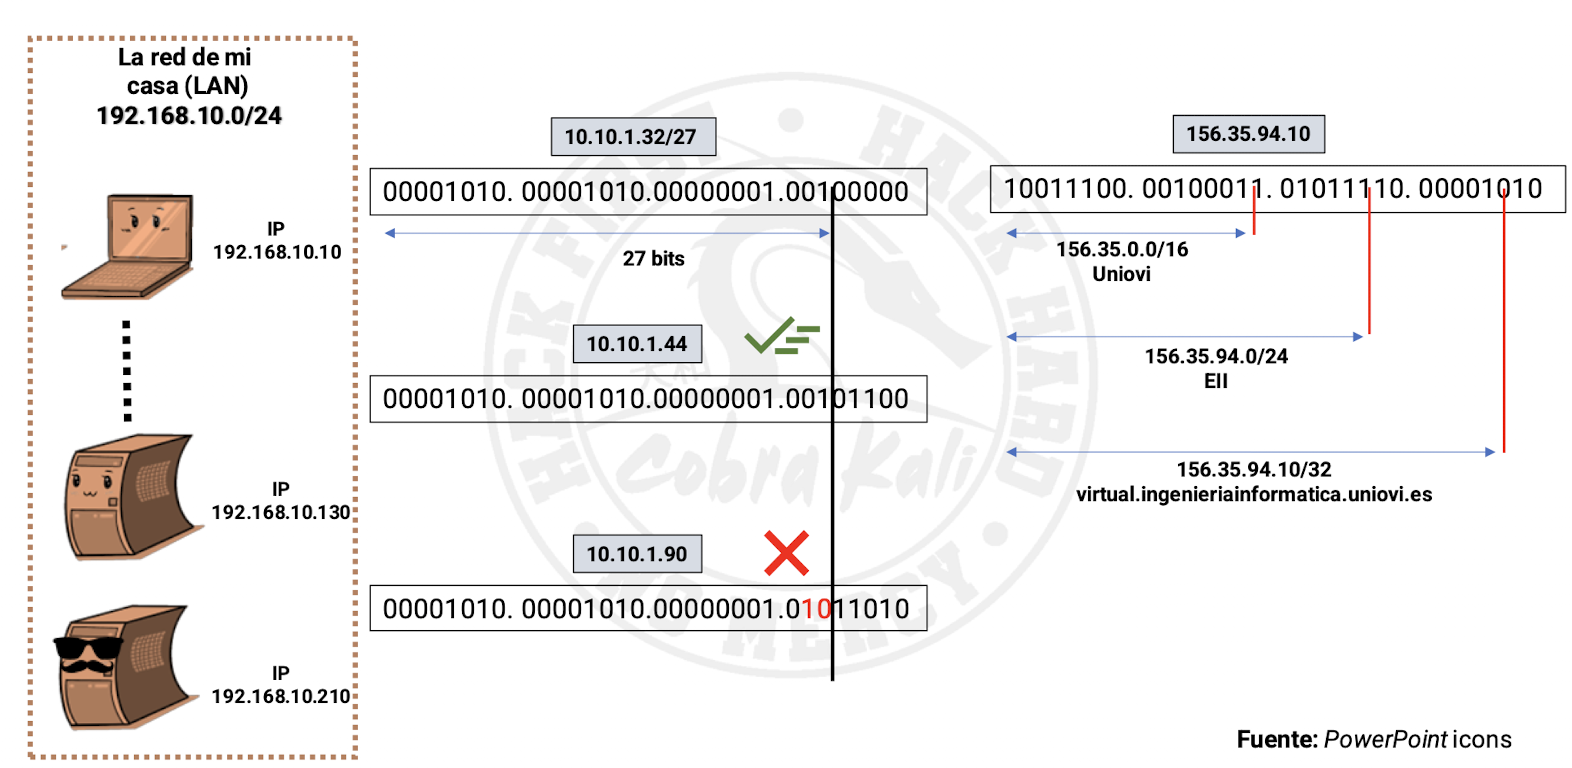 La red de mi
casa (LAN)
192.168.10.0/24
IP
192.168.10.10
IP
192.168.10.130
IP
192.168.10.210
10.10.1.32/27
00001010. 00001010.00000001.00100000
27 bits
10.10.1.44
00001010. 00001010.00000001.00101100
10.10.1.90
00001010. 00001010.00000001.01011010
156.35.94.10
10011100. 00100011. 01011110. 00001010
156.35.0.0/16
Uniovi
156.35.94.0/24
EII
156.35.94.10/32
virtual.ingenieriainformatica.uniovi.es
HACK FIRST
HACK HARD
NO MERCY
Cobra Kali
Fuente: PowerPoint icons